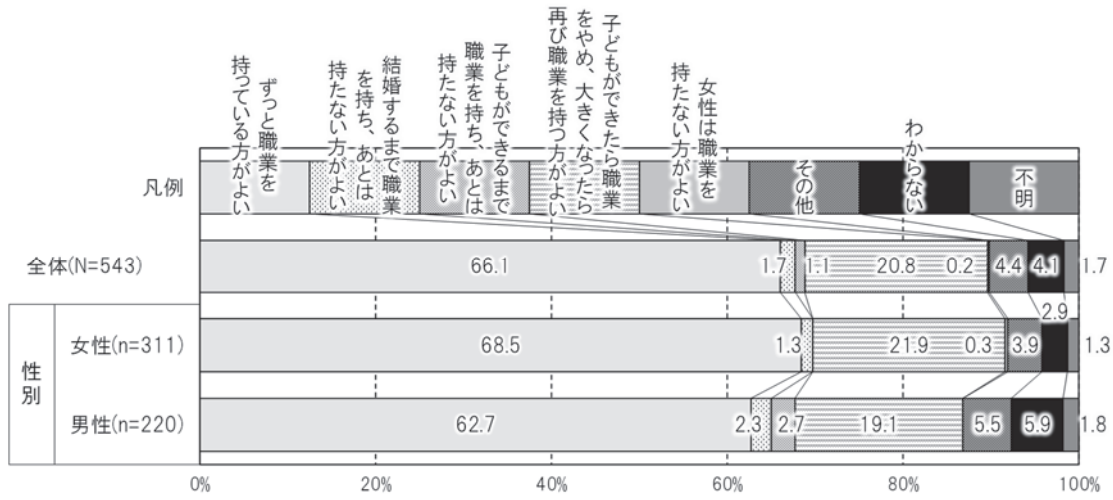 ずっと職業を
持っている方がよい
結婚するまで職業
を持ち、あとは
持たない方がよい
子どもができるまで
職業を持ち、あとは
持たない方がよい
子どもができたら職業
をやめ、大きくなったら
再び職業を持つ方がよい
女性は職業を
持たない方がよい
その他
わからない
不明
凡例
全体(N=543)
66.1
1.7
1.1
20.8
0.2
4.4
4.1
1.7
性別
女性(n=311)
68.5
1.3
21.9
0.3
3.9
2.9
1.3
男性(n=220)
62.7
2.3
2.7
19.1
5.5
5.9
1.8
0%
20%
40%
60%
80%
100%